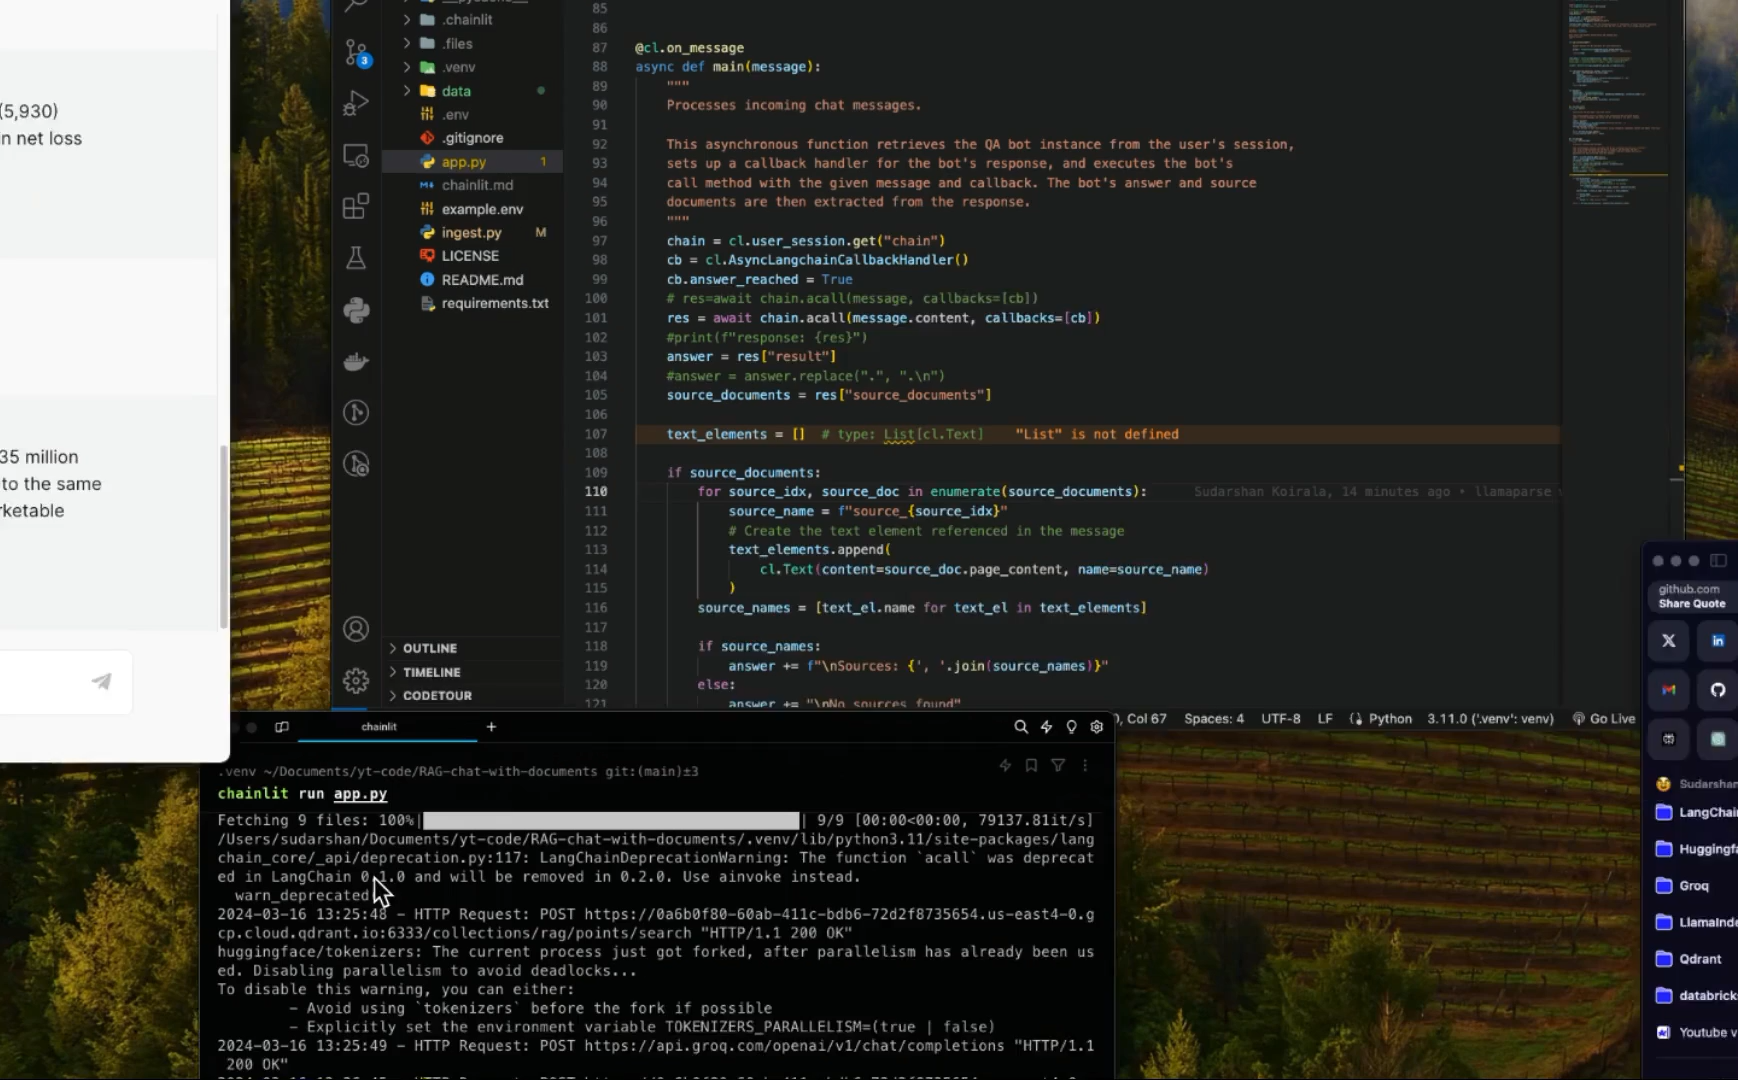 (5,930)
in net loss
35 million
to the same
rketable
.chainlit
.files
.venv
data
.env
.gitignore
app.py 1
chainlit.md
example.env
ingest.py M
LICENSE
README.md
requirements.txt
OUTLINE
TIMELINE
CODETOUR
3
85
86
87 @cl.on_message
88 async def main(message):
89 """
90 Processes incoming chat messages.
91
92 This asynchronous function retrieves the QA bot instance from the user's session,
93 sets up a callback handler for the bot's response, and executes the bot's
94 call method with the given message and callback. The bot's answer and source
95 documents are then extracted from the response.
96 """
97 chain = cl.user_session.get("chain")
98 cb = cl.AsyncLangchainCallbackHandler()
99 cb.answer_reached = True
100 # res=await chain.acall(message, callbacks=[cb])
101 res = await chain.acall(message.content, callbacks=[cb])
102 #print(f"response: {res}")
103 answer = res["result"]
104 #answer = answer.replace(".", ".\n")
105 source_documents = res["source_documents"]
106
107 text_elements = [] # type: List[cl.Text] "List" is not defined
108
109 if source_documents:
110 for source_idx, source_doc in enumerate(source_documents): Sudarshan Koirala, 14 minutes ago • llamaparse
111 source_name = f"source_{source_idx}"
112 # Create the text element referenced in the message
113 text_elements.append(
114 cl.Text(content=source_doc.page_content, name=source_name)
115 )
116 source_names = [text_el.name for text_el in text_elements]
117
118 if source_names:
119 answer += f"\nSources: {', '.join(source_names)}"
120 else:
121 answer += "\nNo sources found"
, Col 67 Spaces: 4 UTF-8 LF Python 3.11.0 ('.venv': venv) Go Live
chainlit
.venv ~/Documents/yt-code/RAG-chat-with-documents git:(main)±3
chainlit run app.py
Fetching 9 files: 100%| | 9/9 [00:00<00:00, 79137.81it/s]
/Users/sudarshan/Documents/yt-code/RAG-chat-with-documents/.venv/lib/python3.11/site-packages/lang
chain_core/_api/deprecation.py:117: LangChainDeprecationWarning: The function `acall` was deprecat
ed in LangChain 0.1.0 and will be removed in 0.2.0. Use ainvoke instead.
warn_deprecated
2024-03-16 13:25:48 - HTTP Request: POST https://0a6b0f80-60ab-411c-bdb6-72d2f8735654.us-east4-0.g
cp.cloud.qdrant.io:6333/collections/rag/points/search "HTTP/1.1 200 OK"
huggingface/tokenizers: The current process just got forked, after parallelism has already been us
ed. Disabling parallelism to avoid deadlocks...
To disable this warning, you can either:
- Avoid using `tokenizers` before the fork if possible
- Explicitly set the environment variable TOKENIZERS_PARALLELISM=(true | false)
2024-03-16 13:25:49 - HTTP Request: POST https://api.groq.com/openai/v1/chat/completions "HTTP/1.1
200 OK"
github.com
Share Quote
Sudarshan
LangChai
Huggingfa
Groq
LlamaInde
Qdrant
databricks
Youtube v